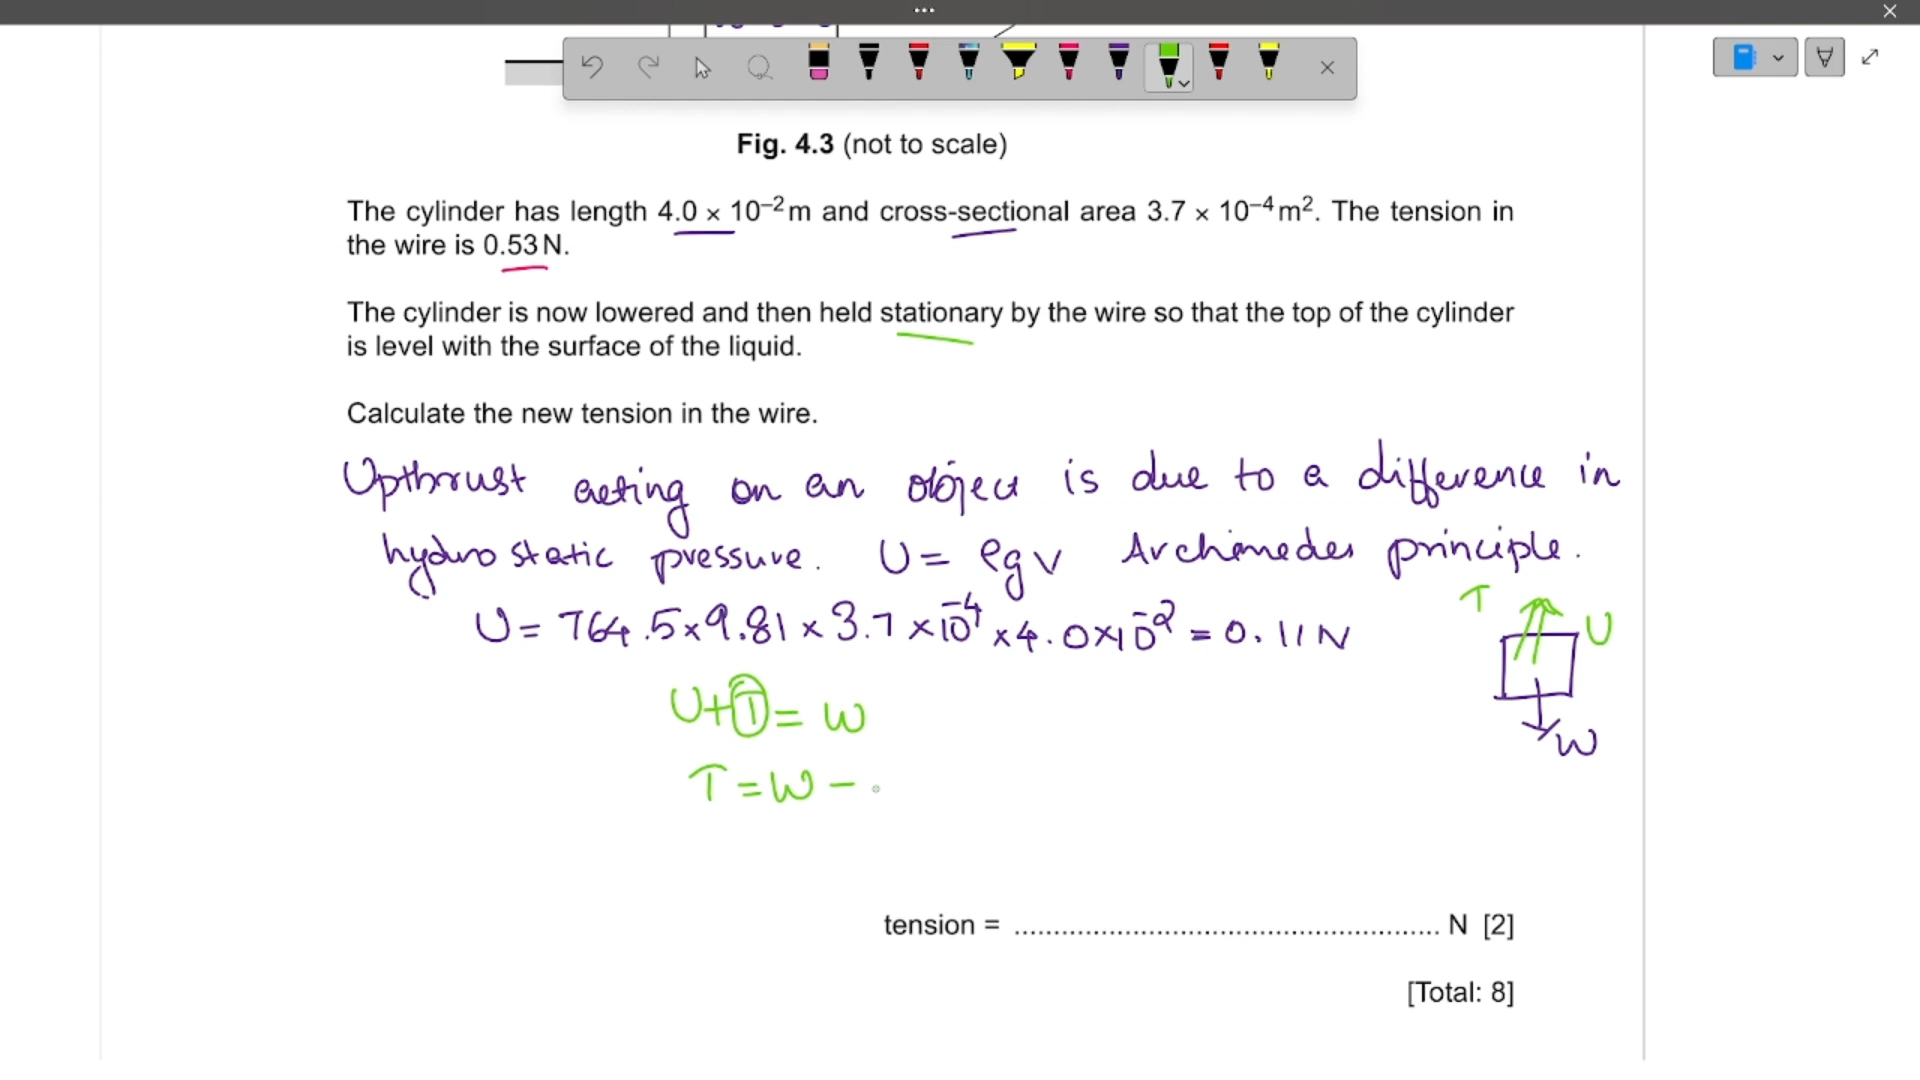 Fig. 4.3 (not to scale)
The cylinder has length 4.0 × 10⁻² m and cross-sectional area 3.7 × 10⁻⁴ m². The tension in
the wire is 0.53 N.
The cylinder is now lowered and then held stationary by the wire so that the top of the cylinder
is level with the surface of the liquid.
Calculate the new tension in the wire.
Upthrust acting on an object is due to a difference in
hydrostatic pressure. U = ρgv Archimedes principle.
T
U = 764.5 × 9.81 × 3.7 × 10⁻⁴ × 4.0 × 10⁻² = 0.11 N
U
U + T = W
W
T = W -
tension = .................................................... N [2]
[Total: 8]